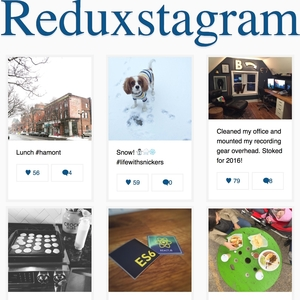 Reduxstagram
Lunch #hamont
56
4
Snow!
#lifewithsnickers
59
0
Cleaned my office and
mounted my recording
gear overhead. Stoked
for 2016!
79
B
ES6